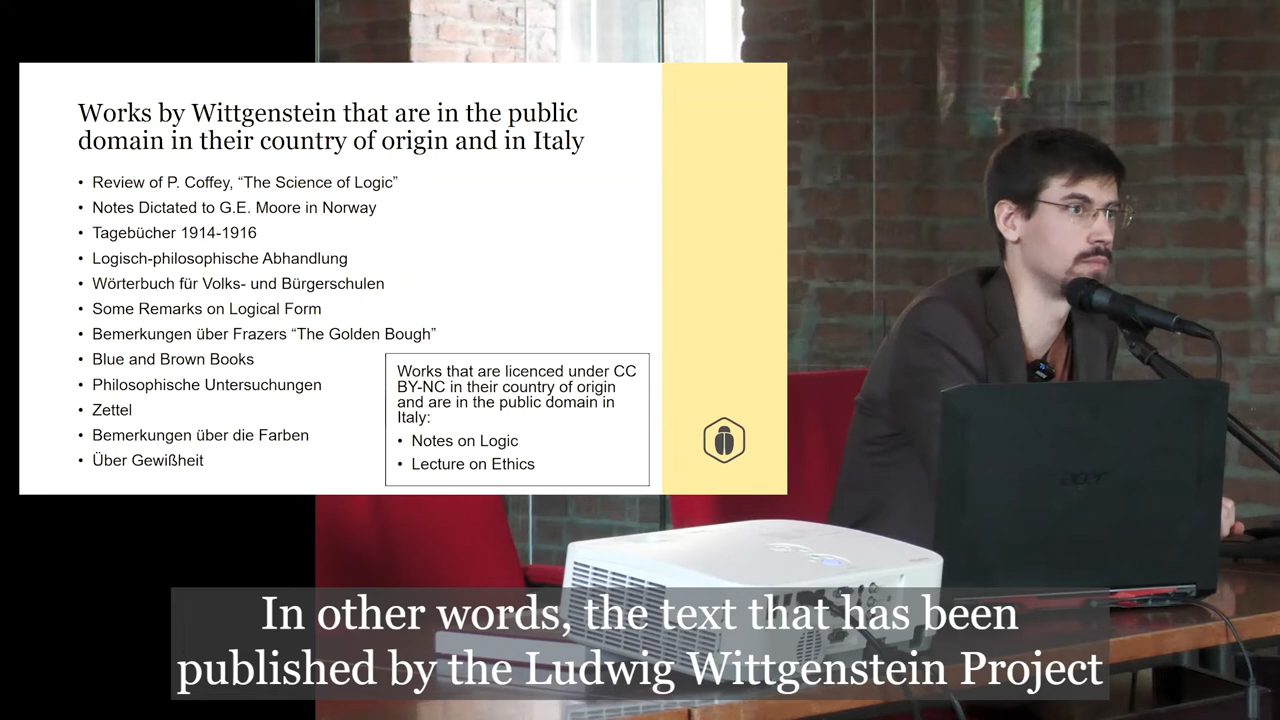 Works by Wittgenstein that are in the public
domain in their country of origin and in Italy
• Review of P. Coffey, “The Science of Logic”
• Notes Dictated to G.E. Moore in Norway
• Tagebücher 1914-1916
• Logisch-philosophische Abhandlung
• Wörterbuch für Volks- und Bürgerschulen
• Some Remarks on Logical Form
• Bemerkungen über Frazers “The Golden Bough”
• Blue and Brown Books
• Philosophische Untersuchungen
• Zettel
• Bemerkungen über die Farben
• Über Gewißheit
Works that are licenced under CC
BY-NC in their country of origin
and are in the public domain in
Italy:
• Notes on Logic
• Lecture on Ethics
acer
In other words, the text that has been
published by the Ludwig Wittgenstein Project